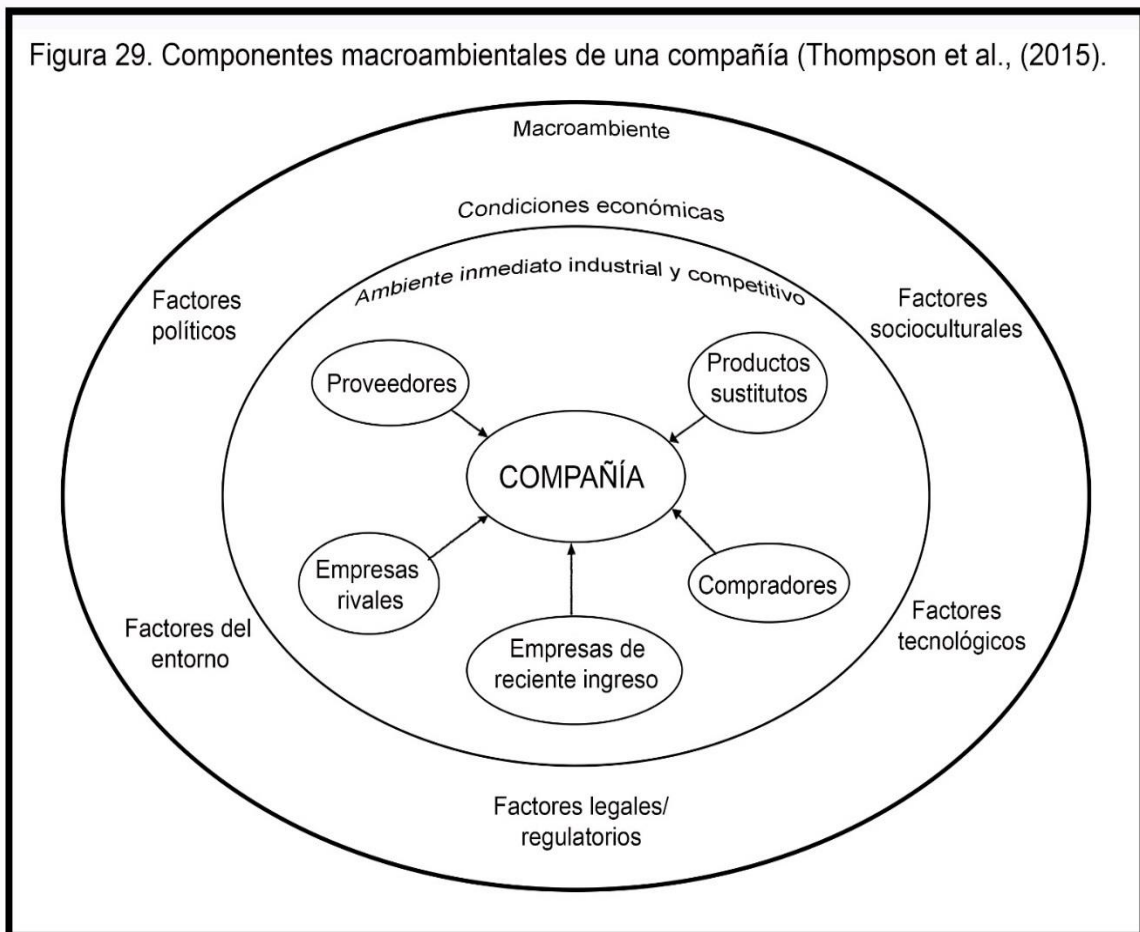 Figura 29. Componentes macroambientales de una compañía (Thompson et al., (2015).
Macroambiente
Condiciones económicas
Ambiente inmediato industrial y competitivo
Factores
políticos
Factores
socioculturales
Proveedores
Productos
sustitutos
COMPAÑÍA
Empresas
rivales
Compradores
Factores del
entorno
Factores
tecnológicos
Empresas de
reciente ingreso
Factores legales/
regulatorios